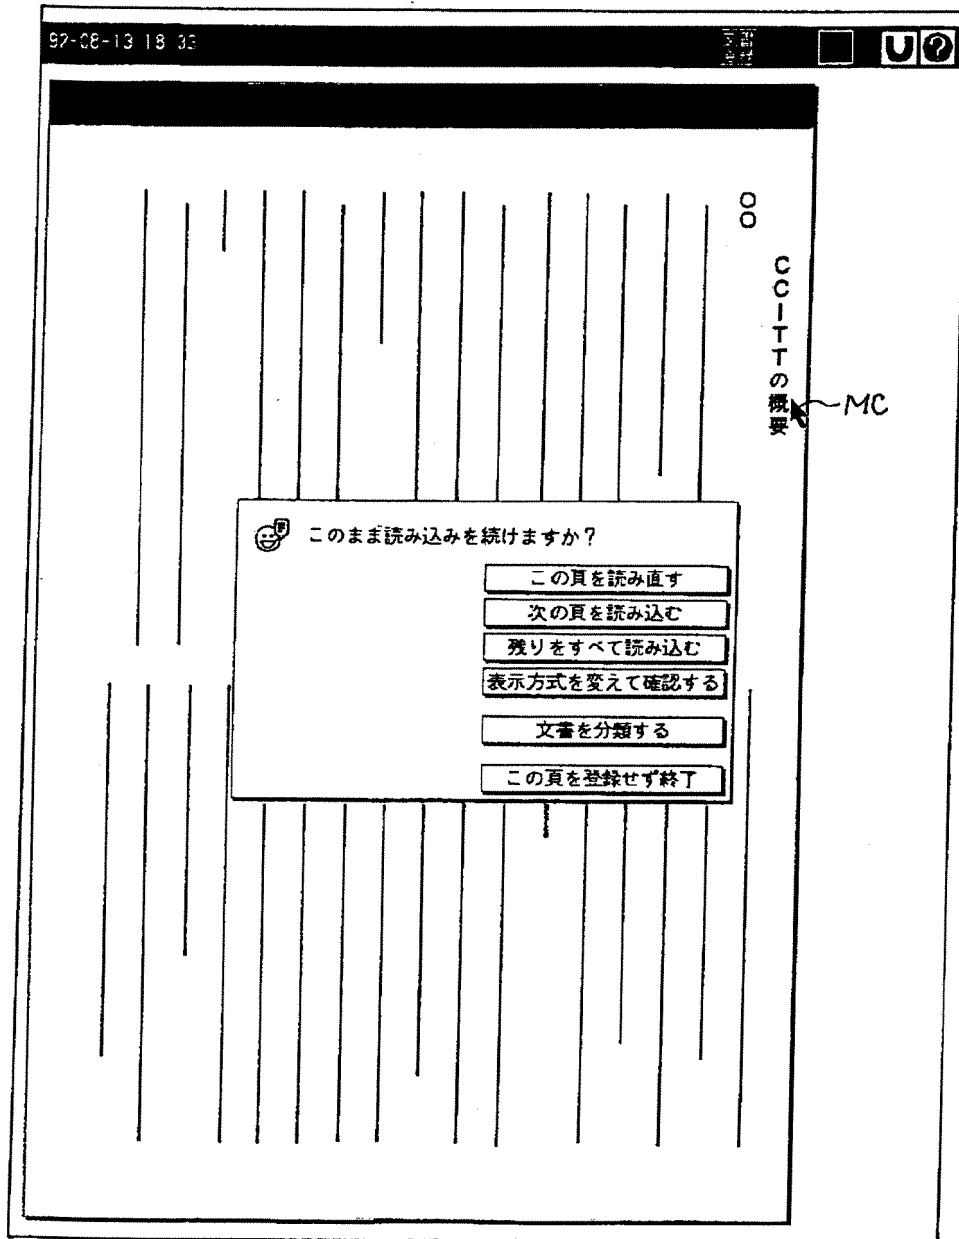 92-08-13 18 33
U ?
○○
CCITTの概要
MC
このまま読み込みを続けますか?
この頁を読み直す
次の頁を読み込む
残りをすべて読み込む
表示方式を変えて確認する
文書を分類する
この頁を登録せず終了